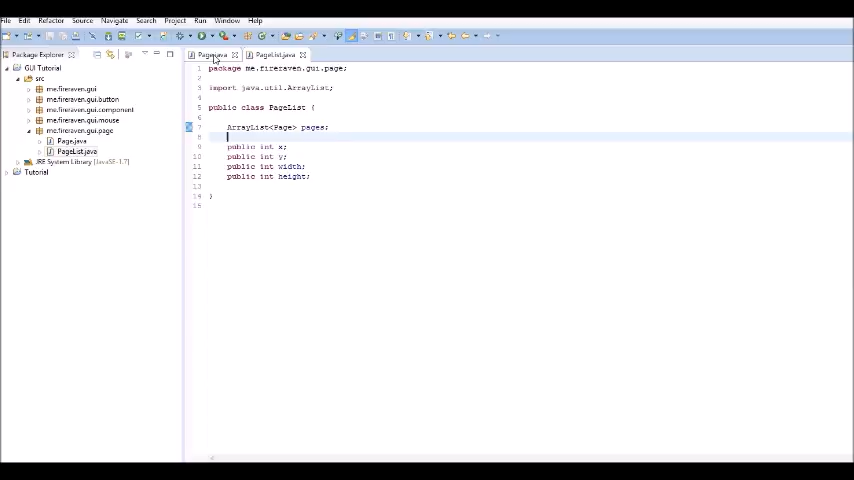 File Edit Refactor Source Navigate Search Project Run Window Help
Package Explorer
Page.java
PageList.java
GUI Tutorial
src
me.fireraven.gui
me.fireraven.gui.button
me.fireraven.gui.component
me.fireraven.gui.mouse
me.fireraven.gui.page
Page.java
PageList.java
JRE System Library [JavaSE-1.7]
Tutorial
1 package me.fireraven.gui.page;
2
3 import java.util.ArrayList;
4
5 public class PageList {
6
7 ArrayList<Page> pages;
8
9 public int x;
10 public int y;
11 public int width;
12 public int height;
13
14 }
15